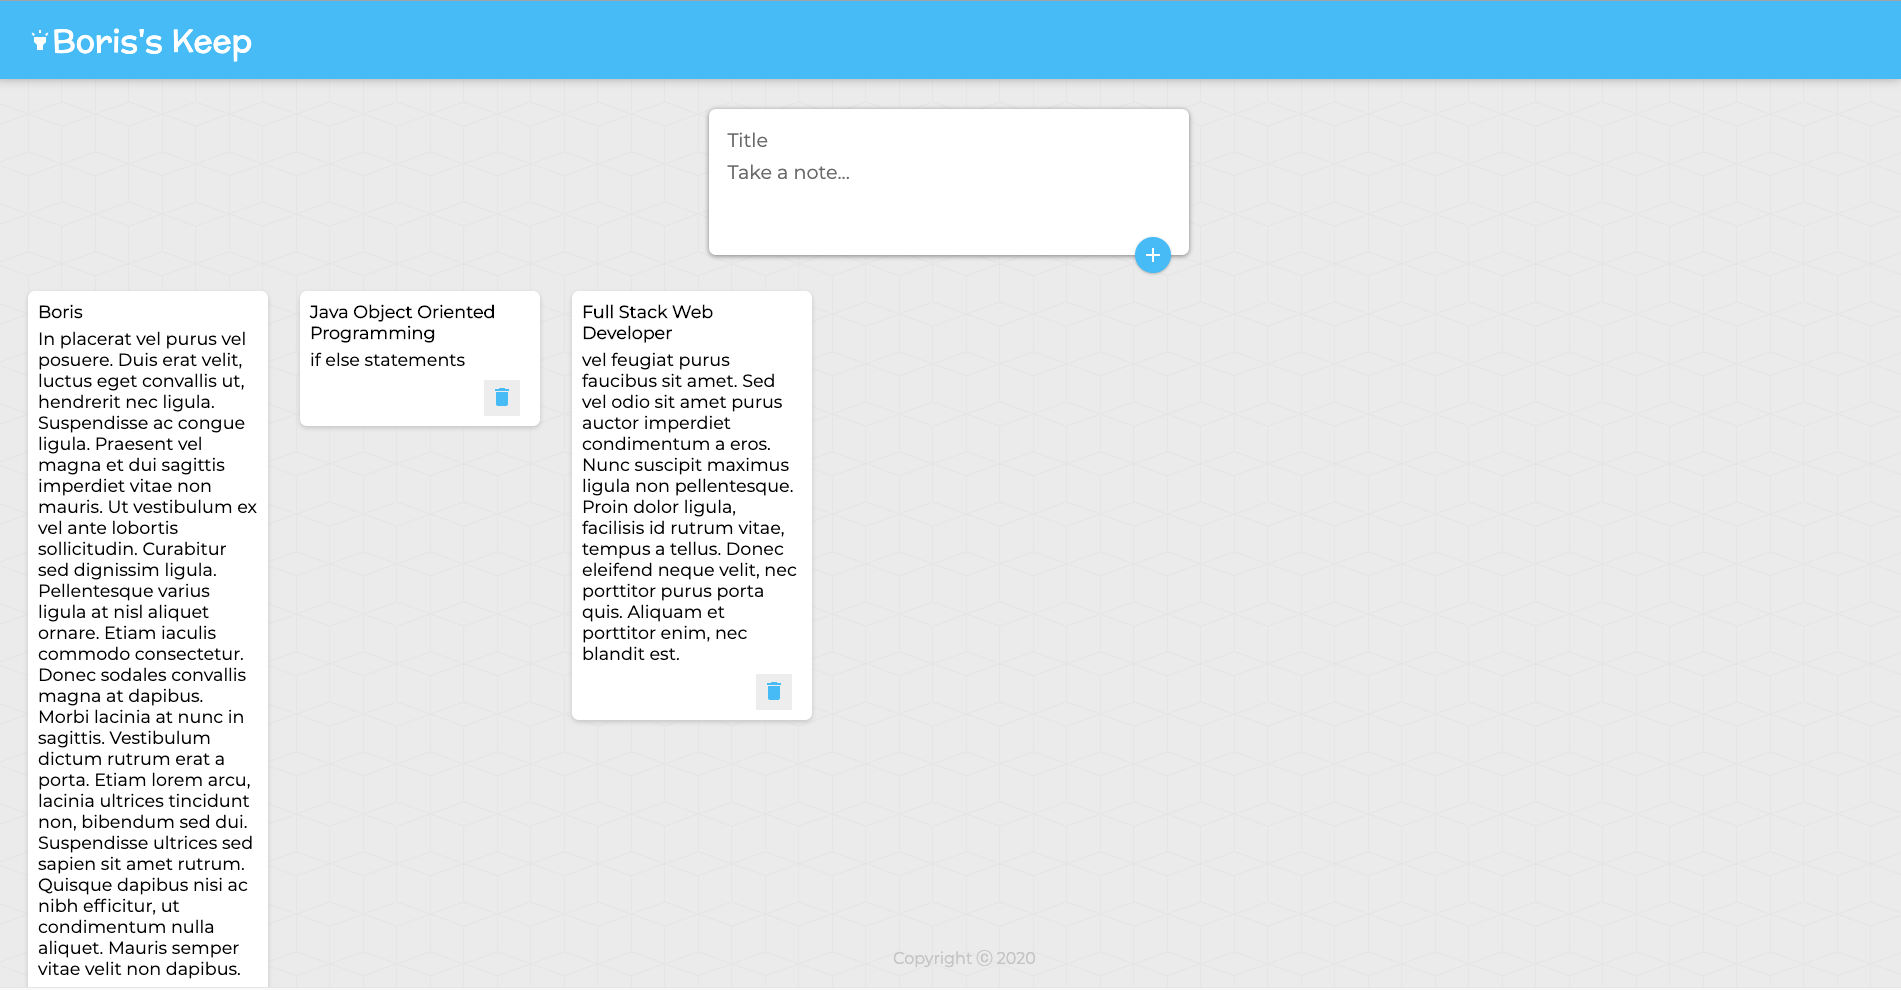 Boris's Keep
Title
Take a note...
Boris
In placerat vel purus vel
posuere. Duis erat velit,
luctus eget convallis ut,
hendrerit nec ligula.
Suspendisse ac congue
ligula. Praesent vel
magna et dui sagittis
imperdiet vitae non
mauris. Ut vestibulum ex
vel ante lobortis
sollicitudin. Curabitur
sed dignissim ligula.
Pellentesque varius
ligula at nisl aliquet
ornare. Etiam iaculis
commodo consectetur.
Donec sodales convallis
magna at dapibus.
Morbi lacinia at nunc in
sagittis. Vestibulum
dictum rutrum erat a
porta. Etiam lorem arcu,
lacinia ultrices tincidunt
non, bibendum sed dui.
Suspendisse ultrices sed
sapien sit amet rutrum.
Quisque dapibus nisi ac
nibh efficitur, ut
condimentum nulla
aliquet. Mauris semper
vitae velit non dapibus.
Java Object Oriented
Programming
if else statements
Full Stack Web
Developer
vel feugiat purus
faucibus sit amet. Sed
vel odio sit amet purus
auctor imperdiet
condimentum a eros.
Nunc suscipit maximus
ligula non pellentesque.
Proin dolor ligula,
facilisis id rutrum vitae,
tempus a tellus. Donec
eleifend neque velit, nec
porttitor purus porta
quis. Aliquam et
porttitor enim, nec
blandit est.
Copyright ⓒ 2020